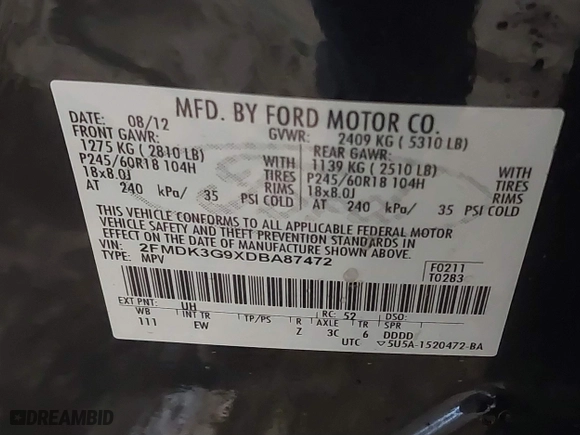 MFD. BY FORD MOTOR CO.
DATE: 08/12 GVWR: 2409 KG ( 5310 LB)
FRONT GAWR: REAR GAWR:
1275 KG ( 2810 LB) WITH 1139 KG ( 2510 LB) WITH
P245/60R18 104H TIRES P245/60R18 104H TIRES
18x8.0J RIMS 18x8.0J RIMS
AT 240 kPa/ 35 PSI COLD AT 240 kPa/ 35 PSI COLD
THIS VEHICLE CONFORMS TO ALL APPLICABLE FEDERAL MOTOR
VEHICLE SAFETY AND THEFT PREVENTION STANDARDS IN
EFFECT ON THE DATE OF MANUFACTURE SHOWN ABOVE.
VIN: 2FMDK3G9XDBA87472
TYPE: MPV
F0211
T0283
EXT PNT: UH RC: 52 DSO:
WB INT TR TP/PS R AXLE TR SPR
111 EW Z 3C 6 DDDD
UTC ▽5U5A-1520472-BA
DREAMBID